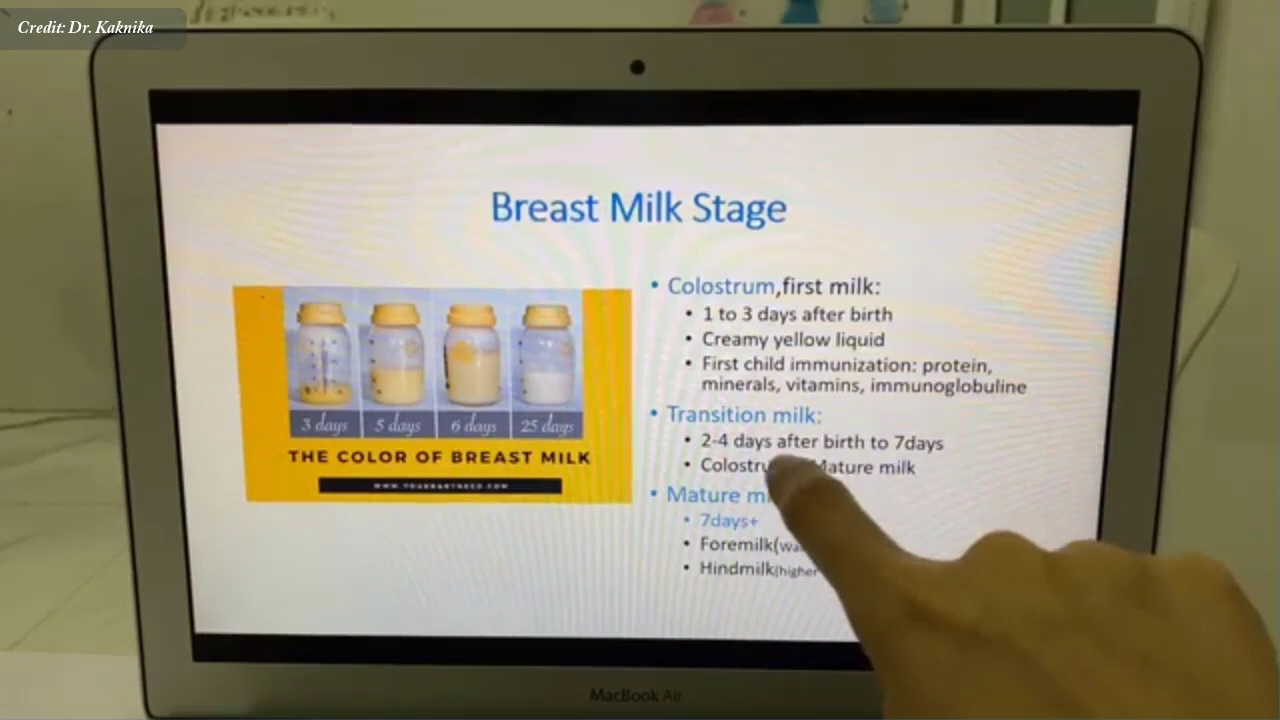 Credit: Dr. Kaknika
Breast Milk Stage
3 days 5 days 6 days 25 days
THE COLOR OF BREAST MILK
• Colostrum,first milk:
• 1 to 3 days after birth
• Creamy yellow liquid
• First child immunization: protein,
minerals, vitamins, immunoglobuline
• Transition milk:
• 2-4 days after birth to 7days
• Mature milk
• Mature
• 7days+
• Foremilk(
• Hindmilk(higher
MacBook Air